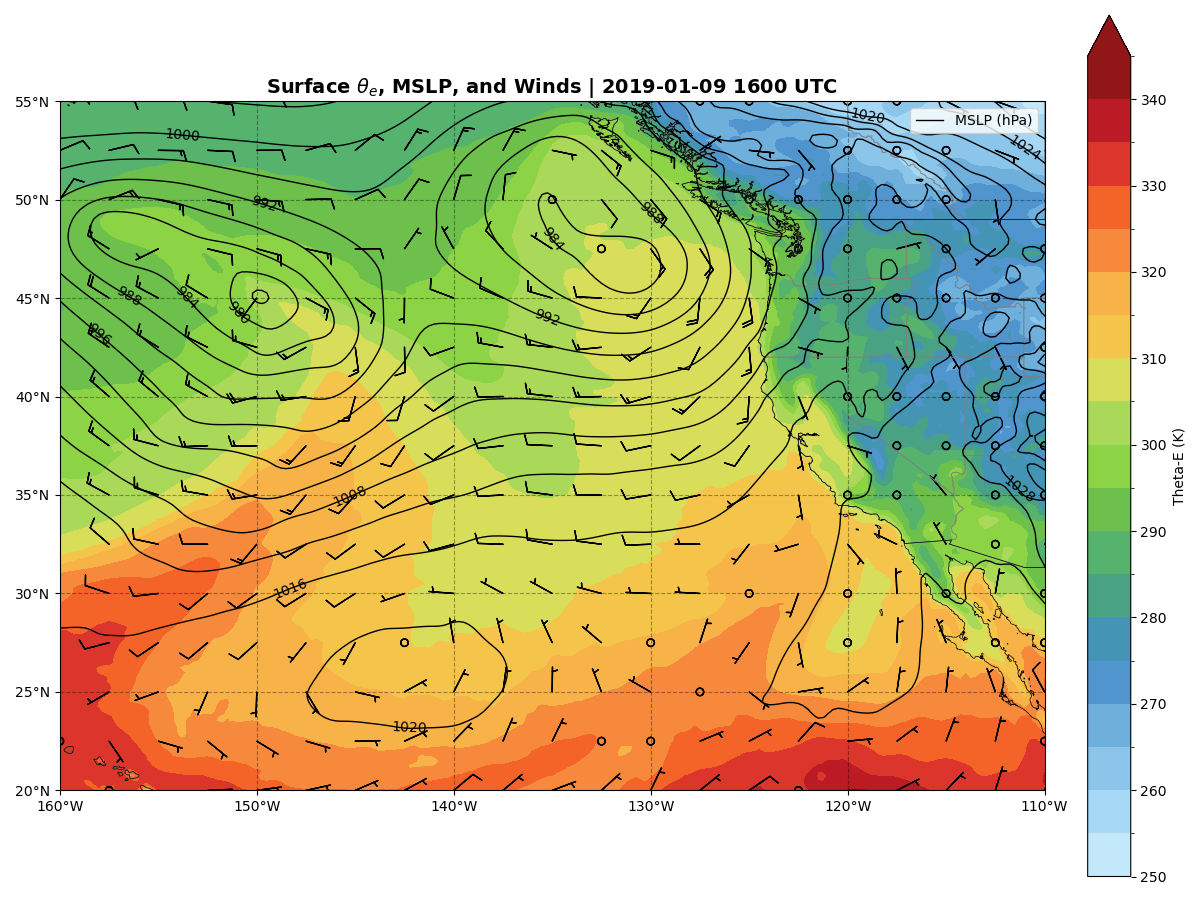 Surface θe, MSLP, and Winds | 2019-01-09 1600 UTC
MSLP (hPa)
55°N
50°N
45°N
40°N
35°N
30°N
25°N
20°N
160°W
150°W
140°W
130°W
120°W
110°W
1000
992
988
984
980
996
988
984
992
1008
1016
1020
1020
1024
1028
340
330
320
310
300
290
280
270
260
250
Theta-E (K)